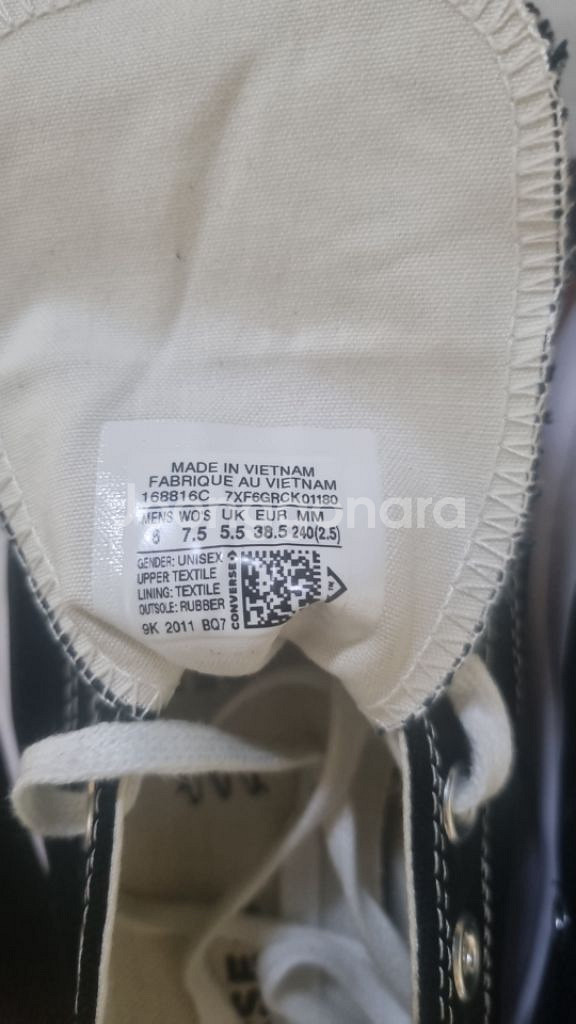 MADE IN VIETNAM
FABRIQUE AU VIETNAM
168816C 7XF6GRCK01180
MENS WO'S UK EUR MM
6 7.5 5.5 38.5 240(2.5)
GENDER: UNISEX
UPPER TEXTILE
LINING: TEXTILE
OUTSOLE: RUBBER
9K 2011 BQ7
CONVERSE